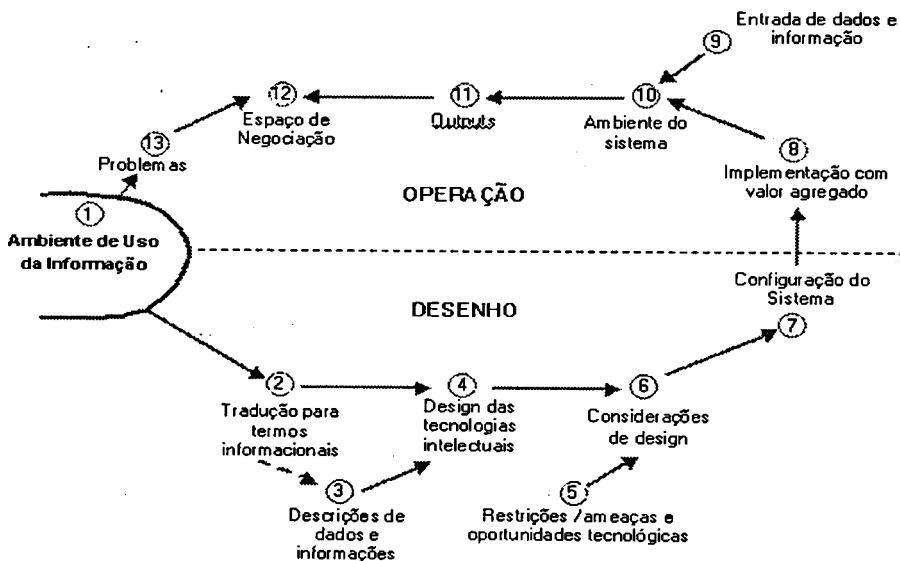 9
Entrada de dados e
informação
12
Espaço de
Negociação
11
Outputs
10
Ambiente do
sistema
13
Problemas
8
Implementação com
valor agregado
OPERAÇÃO
1
Ambiente de Uso
da Informação
Configuração do
Sistema
7
DESENHO
2
Tradução para
termos
informacionais
4
Design das
tecnologias
intelectuais
6
Considerações
de design
3
Descrições de
dados e
informações
5
Restrições /ameaças e
oportunidades tecnológicas